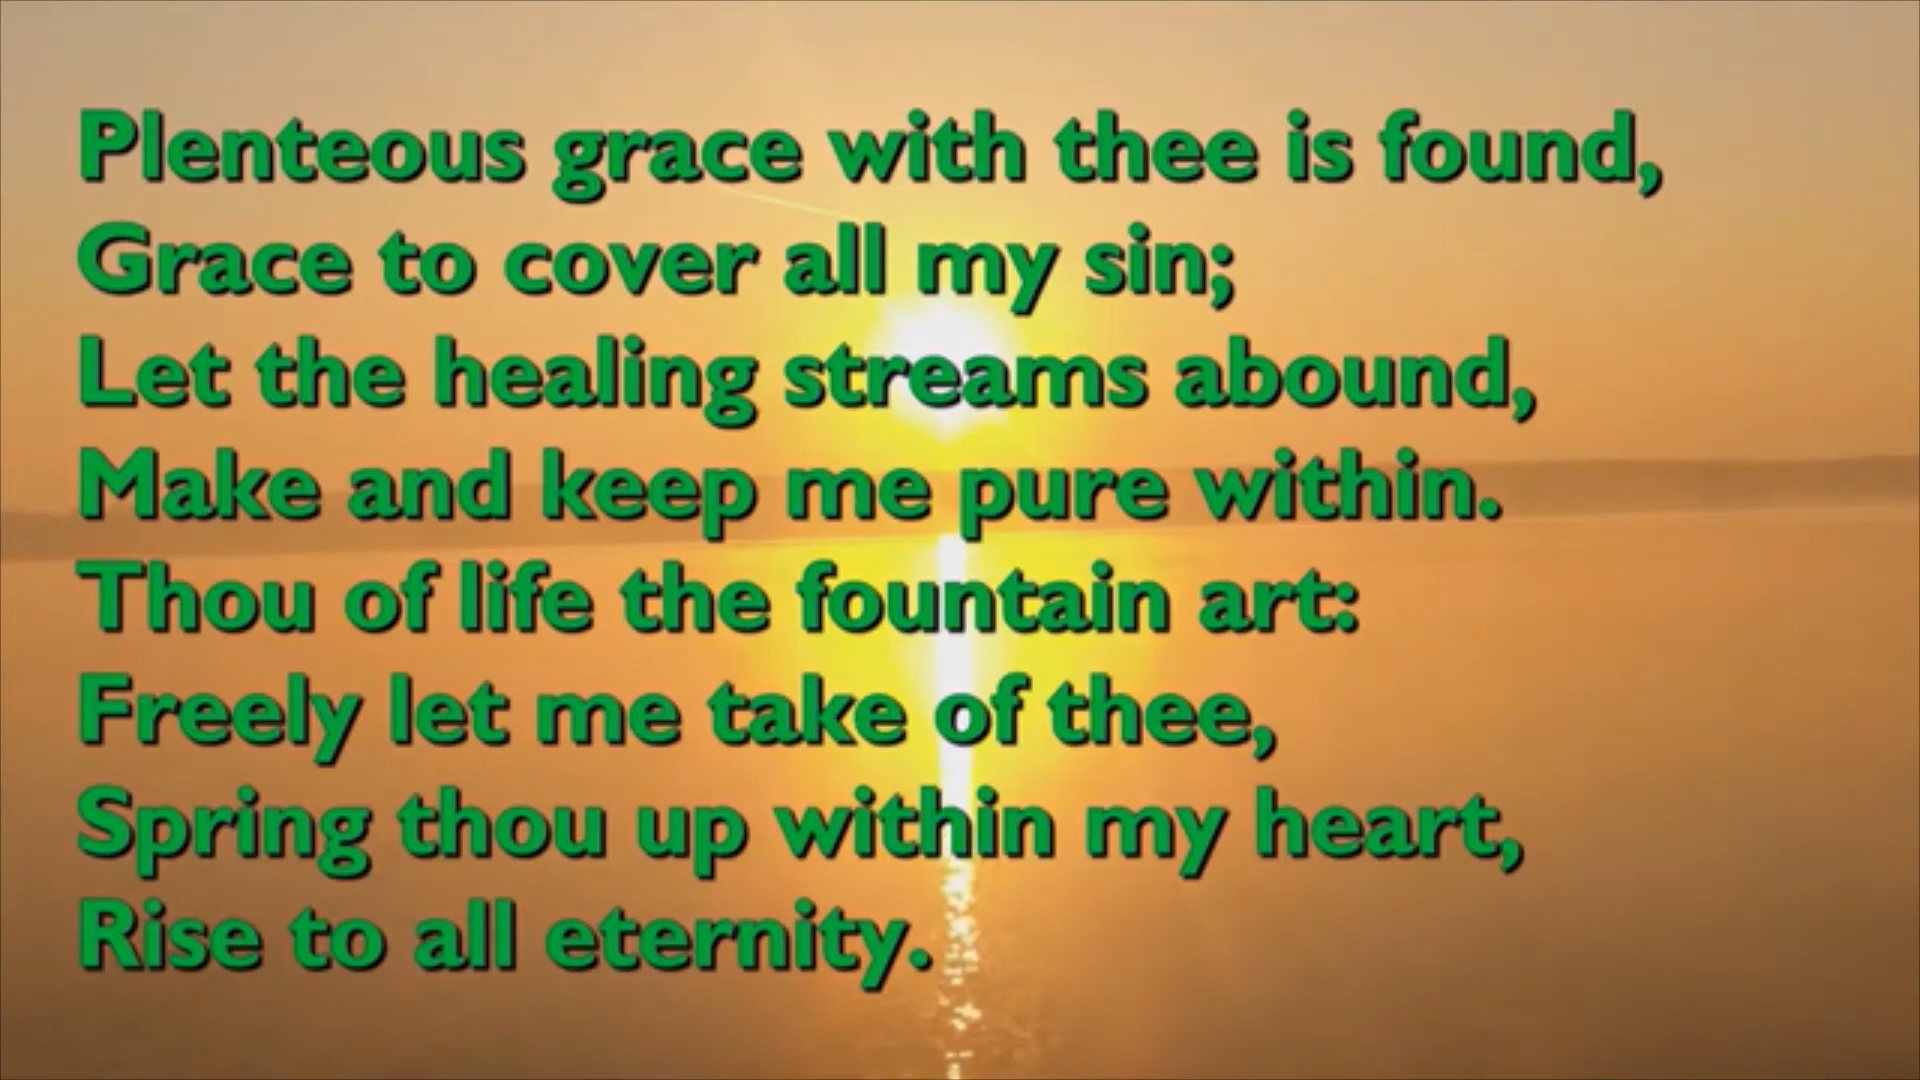 Plenteous grace with thee is found,
Grace to cover all my sin;
Let the healing streams abound,
Make and keep me pure within.
Thou of life the fountain art:
Freely let me take of thee,
Spring thou up within my heart,
Rise to all eternity.